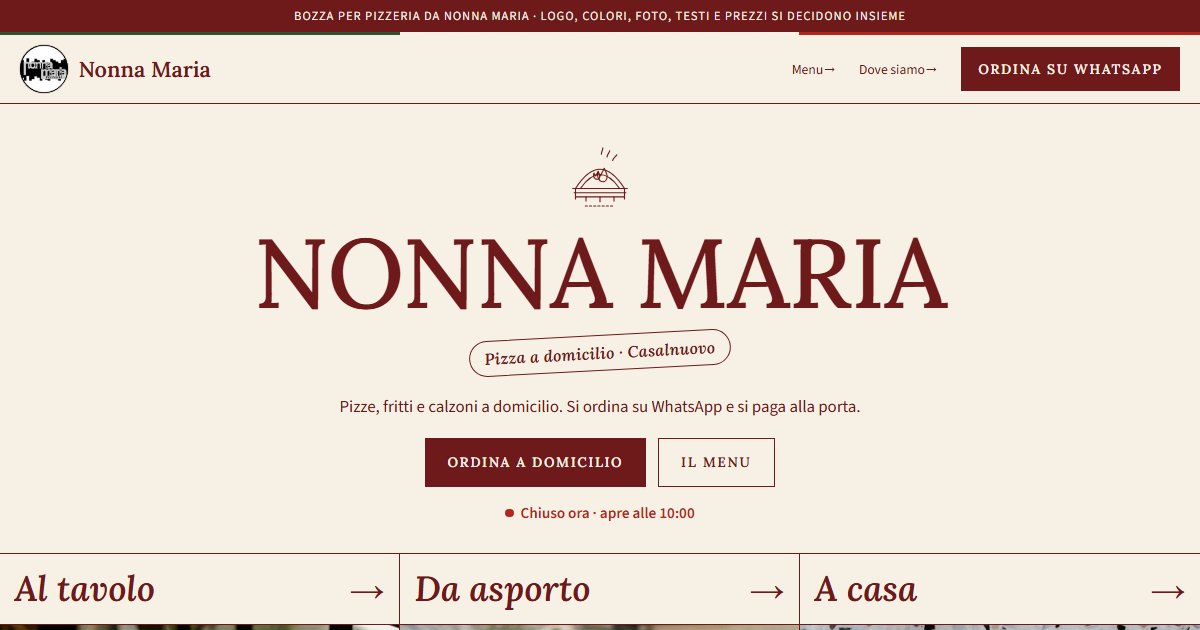 BOZZA PER PIZZERIA DA NONNA MARIA · LOGO, COLORI, FOTO, TESTI E PREZZI SI DECIDONO INSIEME
Nonna Maria
Menu→
Dove siamo→
ORDINA SU WHATSAPP
NONNA MARIA
Pizza a domicilio · Casalnuovo
Pizze, fritti e calzoni a domicilio. Si ordina su WhatsApp e si paga alla porta.
ORDINA A DOMICILIO
IL MENU
Chiuso ora · apre alle 10:00
Al tavolo →
Da asporto →
A casa →